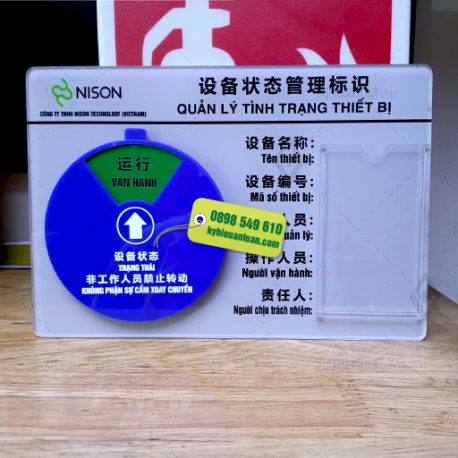 NISON
CÔNG TY TNHH NISON TECHNOLOGY (VIETNAM)
设备状态管理标识
QUẢN LÝ TÌNH TRẠNG THIẾT BỊ
运行
VẬN HÀNH
设备状态
TRẠNG THÁI
非工作人员禁止转动
KHÔNG PHẬN SỰ CẤM XOAY CHUYỂN
0898 549 610
kyhieuantoan.com
设备名称:
Tên thiết bị:
设备编号:
Mã số thiết bị:
人员:
quản lý:
操作人员:
Người vận hành:
责任人:
Người chịu trách nhiệm: